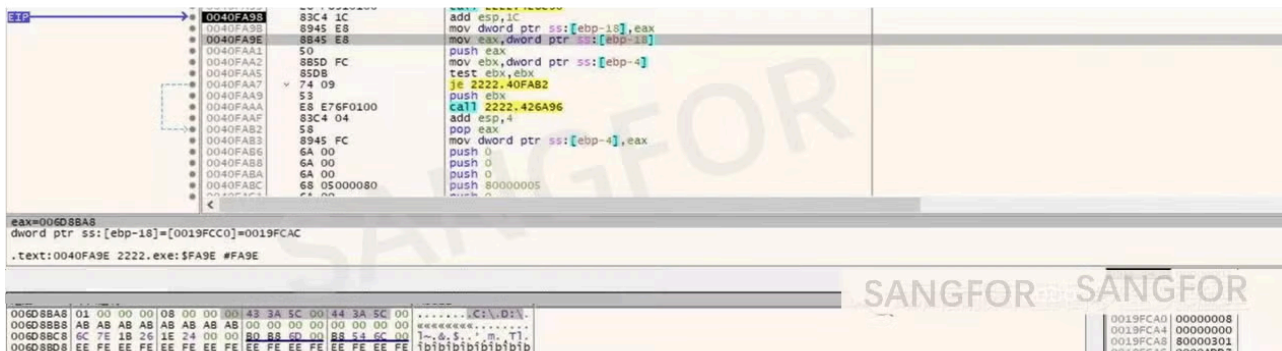 EIP
0040FA98 83C4 1C add esp,1C
0040FA9B 8945 E8 mov dword ptr ss:[ebp-18],eax
0040FA9E 8B45 E8 mov eax,dword ptr ss:[ebp-18]
0040FAA1 50 push eax
0040FAA2 8B5D FC mov ebx,dword ptr ss:[ebp-4]
0040FAA5 85DB test ebx,ebx
0040FAA7 74 09 je 2222.40FAB2
0040FAA9 53 push ebx
0040FAAA E8 E76F0100 call 2222.426A96
0040FAAF 83C4 04 add esp,4
0040FAB2 58 pop eax
0040FAB3 8945 FC mov dword ptr ss:[ebp-4],eax
0040FAB6 6A 00 push 0
0040FAB8 6A 00 push 0
0040FABA 6A 00 push 0
0040FABC 68 05000080 push 80000005
eax=006D8BA8
dword ptr ss:[ebp-18]=[0019FCC0]=0019FCAC
.text:0040FA9E 2222.exe:$FA9E #FA9E
SANGFOR
SANGFOR SANGFOR
006D8BA8 01 00 00 00 08 00 00 00 43 3A 5C 00 44 3A 5C 00 ........C:\.D:\.
006D8BB8 AB AB AB AB AB AB AB AB 00 00 00 00 00 00 00 00 ««««««««........
006D8BC8 6C 7E 1B 26 1E 24 00 00 B0 B8 6D 00 B8 54 6C 00
006D8BD8 EE FE EE FE EE FE EE FE EE FE EE FE EE FE EE FE îþîþîþîþîþîþîþîþ
0019FCA0 00000008
0019FCA4 00000000
0019FCA8 80000301